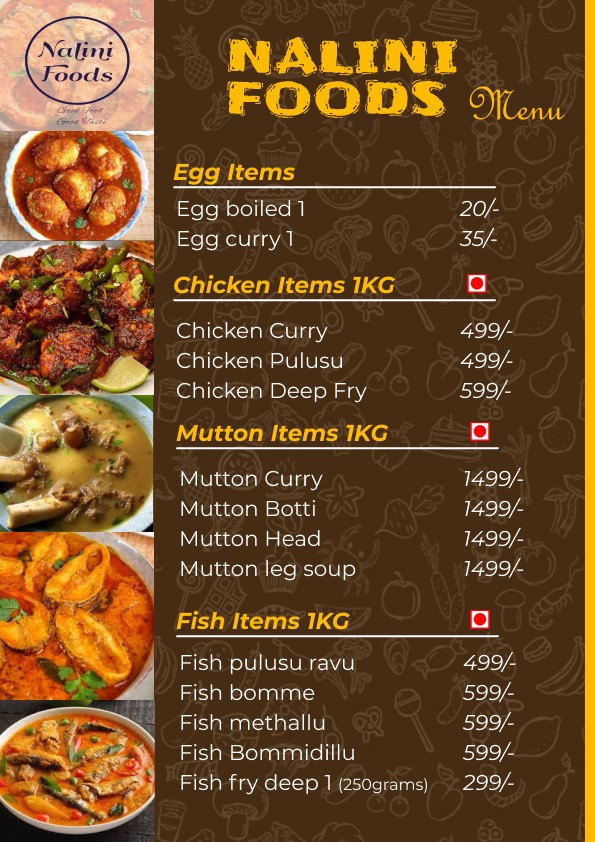 Nalini
Foods
Good Food
Good Taste
NALINI
FOODS Menu
Egg Items
Egg boiled 1 20/-
Egg curry 1 35/-
Chicken Items 1KG
Chicken Curry 499/-
Chicken Pulusu 499/-
Chicken Deep Fry 599/-
Mutton Items 1KG
Mutton Curry 1499/-
Mutton Botti 1499/-
Mutton Head 1499/-
Mutton leg soup 1499/-
Fish Items 1KG
Fish pulusu ravu 499/-
Fish bomme 599/-
Fish methallu 599/-
Fish Bommidillu 599/-
Fish fry deep 1 (250grams) 299/-